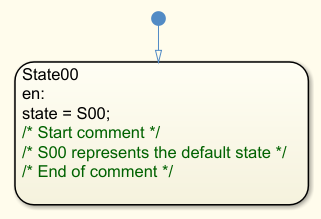 State00
en:
state = S00;
/* Start comment */
/* S00 represents the default state */
/* End of comment */